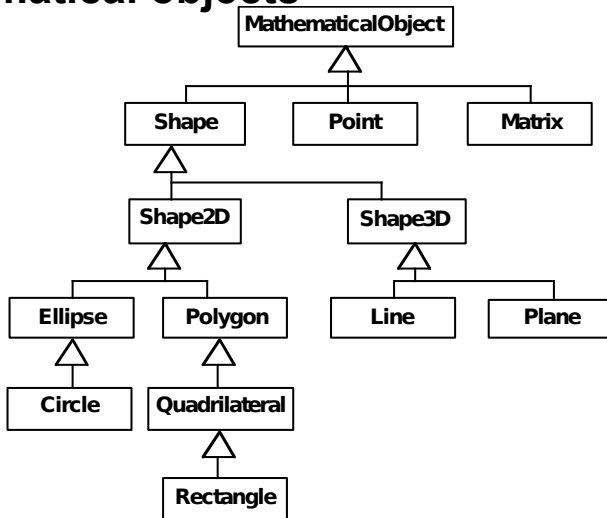 MathematicalObject
Shape Point Matrix
Shape2D Shape3D
Ellipse Polygon Line Plane
Circle Quadrilateral
Rectangle